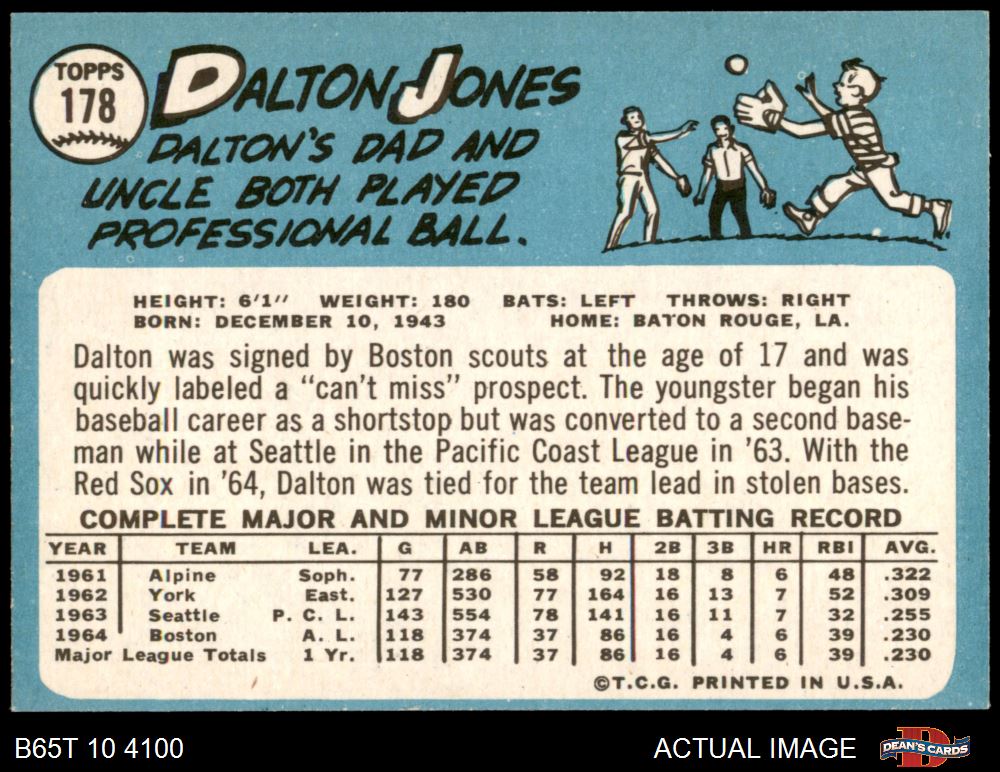 TOPPS
178
DALTON JONES
DALTON'S DAD AND
UNCLE BOTH PLAYED
PROFESSIONAL BALL.
HEIGHT: 6'1" WEIGHT: 180 BATS: LEFT THROWS: RIGHT
BORN: DECEMBER 10, 1943 HOME: BATON ROUGE, LA.
Dalton was signed by Boston scouts at the age of 17 and was
quickly labeled a "can't miss" prospect. The youngster began his
baseball career as a shortstop but was converted to a second base-
man while at Seattle in the Pacific Coast League in '63. With the
Red Sox in '64, Dalton was tied for the team lead in stolen bases.
COMPLETE MAJOR AND MINOR LEAGUE BATTING RECORD
YEAR TEAM LEA. G AB R H 2B 3B HR RBI AVG.
1961 Alpine Soph. 77 286 58 92 18 8 6 48 .322
1962 York East. 127 530 77 164 16 13 7 52 .309
1963 Seattle P. C. L. 143 554 78 141 16 11 7 32 .255
1964 Boston A. L. 118 374 37 86 16 4 6 39 .230
Major League Totals 1 Yr. 118 374 37 86 16 4 6 39 .230
©T.C.G. PRINTED IN U.S.A.
B65T 10 4100 ACTUAL IMAGE DEAN'S CARDS